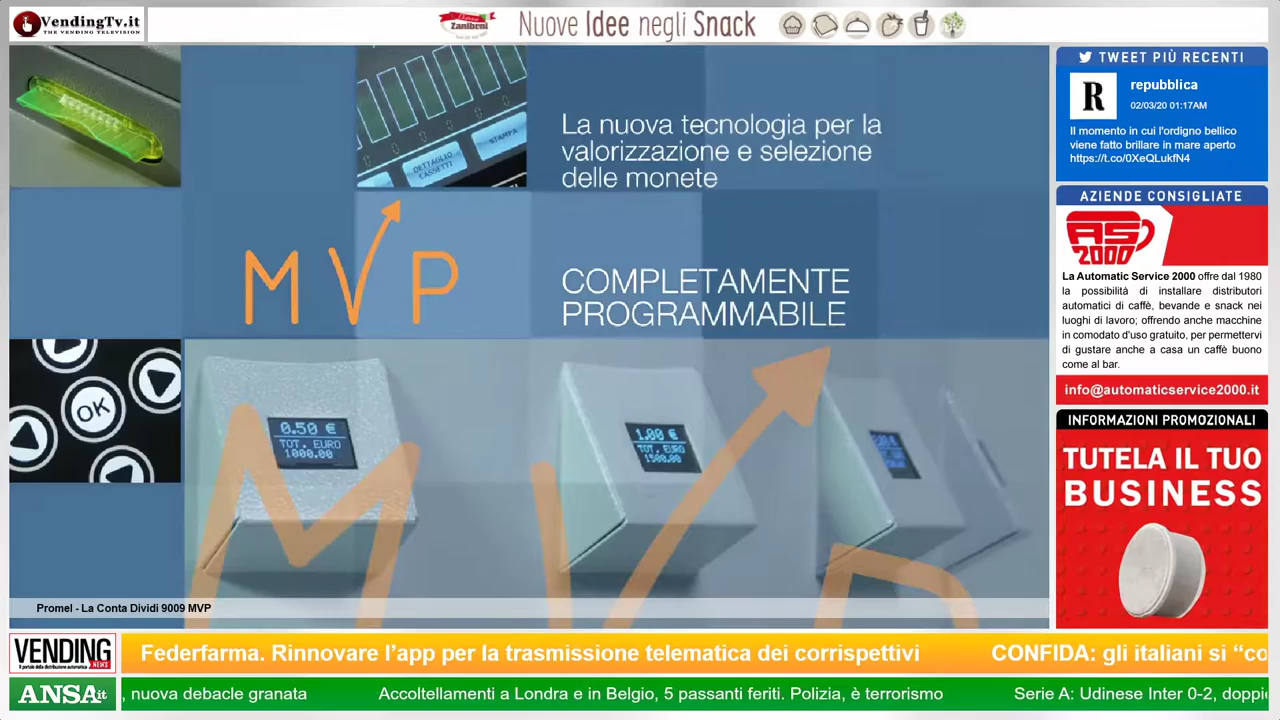 VendingTv.it
THE VENDING TELEVISION
Zaniboni
Nuove Idee negli Snack
TWEET PIÙ RECENTI
R
repubblica
02/03/20 01:17AM
Il momento in cui l'ordigno bellico
viene fatto brillare in mare aperto
https://t.co/0XeQLukfN4
La nuova tecnologia per la
valorizzazione e selezione
delle monete
DETTAGLIO
CASSETTI
STAMPA
MVP
COMPLETAMENTE
PROGRAMMABILE
OK
0.50 €
TOT. EURO
1000.00
1.00 €
TOT. EURO
1500.00
MVP
Promel - La Conta Dividi 9009 MVP
AZIENDE CONSIGLIATE
AS
2000
La Automatic Service 2000 offre dal 1980
la possibilità di installare distributori
automatici di caffè, bevande e snack nei
luoghi di lavoro; offrendo anche macchine
in comodato d'uso gratuito, per permettervi
di gustare anche a casa un caffè buono
come al bar.
info@automaticservice2000.it
INFORMAZIONI PROMOZIONALI
TUTELA IL TUO
BUSINESS
VENDING
NEWS
Il portale della distribuzione automatica
Federfarma. Rinnovare l'app per la trasmissione telematica dei corrispettivi
CONFIDA: gli italiani si “co
ANSA.it
, nuova debacle granata
Accoltellamenti a Londra e in Belgio, 5 passanti feriti. Polizia, è terrorismo
Serie A: Udinese Inter 0-2, doppie